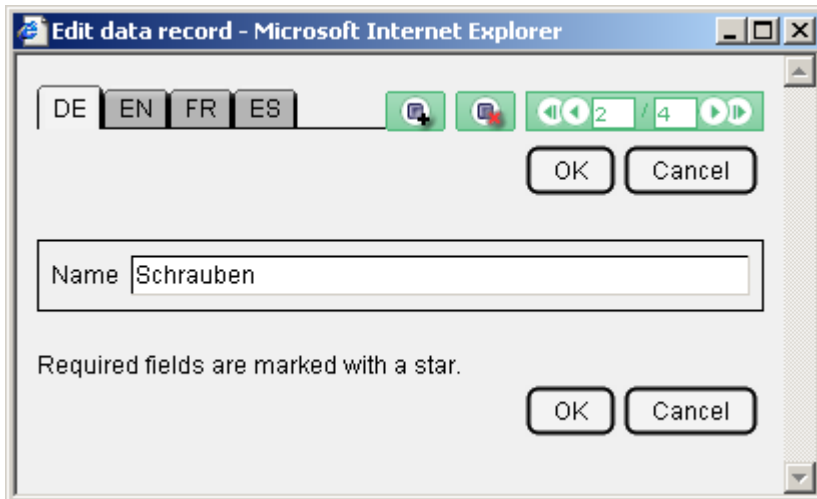 Edit data record - Microsoft Internet Explorer
DE EN FR ES 2 / 4
OK Cancel
Name Schrauben
Required fields are marked with a star.
OK Cancel